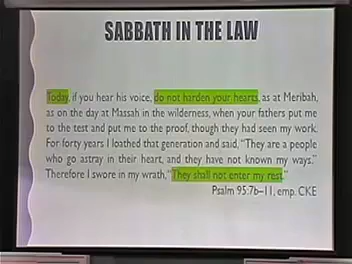 SABBATH IN THE LAW
Today, if you hear his voice, do not harden your hearts, as at Meribah,
as on the day at Massah in the wilderness, when your fathers put me
to the test and put me to the proof, though they had seen my work.
For forty years I loathed that generation and said, “They are a people
who go astray in their heart, and they have not known my ways.”
Therefore I swore in my wrath, “They shall not enter my rest.”
Psalm 95:7b–11, emp. CKE